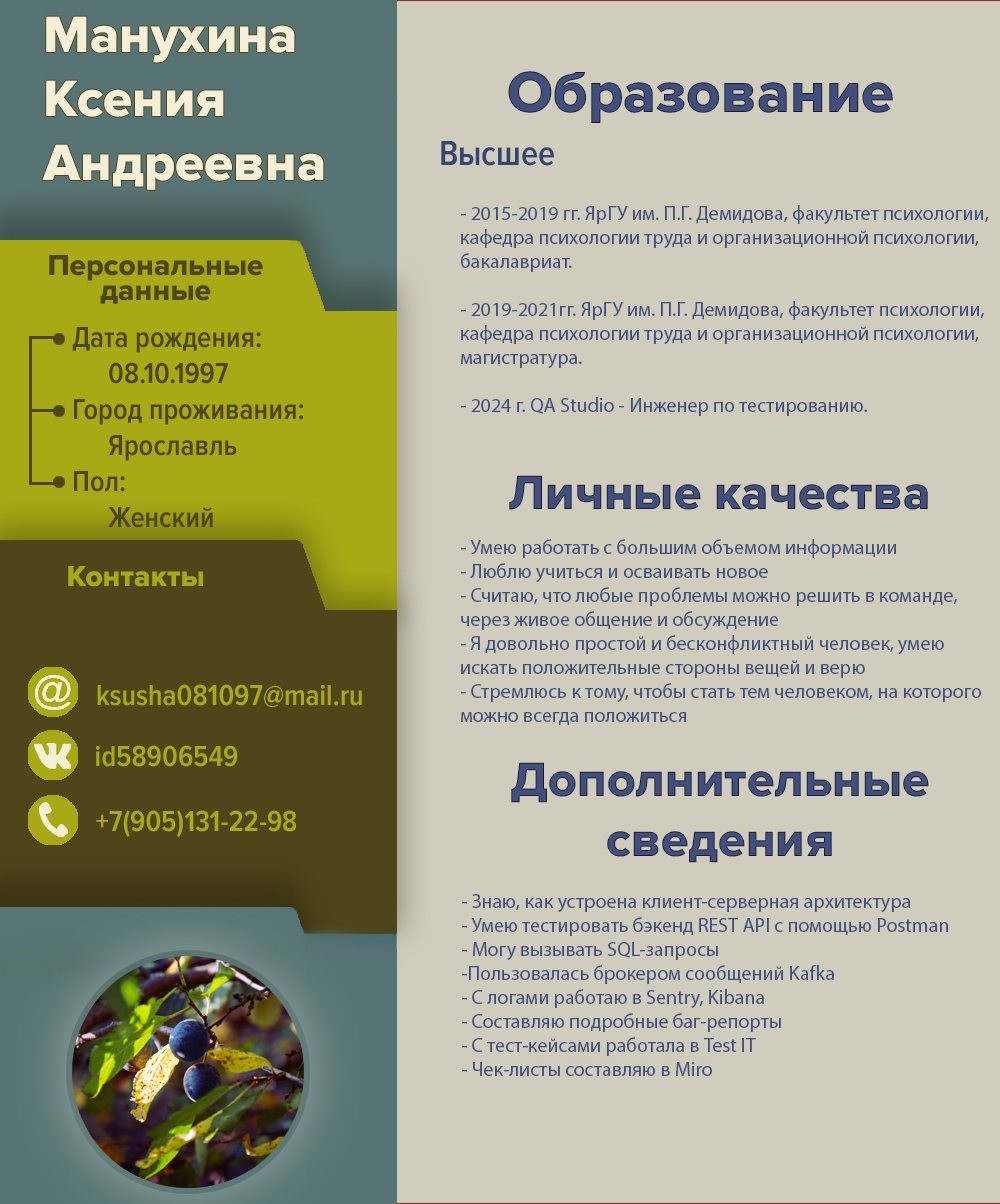 Манухина
Ксения
Андреевна
Персональные
данные
Дата рождения:
08.10.1997
Город проживания:
Ярославль
Пол:
Женский
Контакты
@
ksusha081097@mail.ru
id58906549
+7(905)131-22-98
Образование
Высшее
- 2015-2019 гг. ЯрГУ им. П.Г. Демидова, факультет психологии,
кафедра психологии труда и организационной психологии,
бакалавриат.
- 2019-2021гг. ЯрГУ им. П.Г. Демидова, факультет психологии,
кафедра психологии труда и организационной психологии,
магистратура.
- 2024 г. QA Studio - Инженер по тестированию.
Личные качества
- Умею работать с большим объемом информации
- Люблю учиться и осваивать новое
- Считаю, что любые проблемы можно решить в команде,
через живое общение и обсуждение
- Я довольно простой и бесконфликтный человек, умею
искать положительные стороны вещей и верю
- Стремлюсь к тому, чтобы стать тем человеком, на которого
можно всегда положиться
Дополнительные
сведения
- Знаю, как устроена клиент-серверная архитектура
- Умею тестировать бэкенд REST API с помощью Postman
- Могу вызывать SQL-запросы
-Пользовалась брокером сообщений Kafka
- С логами работаю в Sentry, Kibana
- Составляю подробные баг-репорты
- С тест-кейсами работала в Test IT
- Чек-листы составляю в Miro